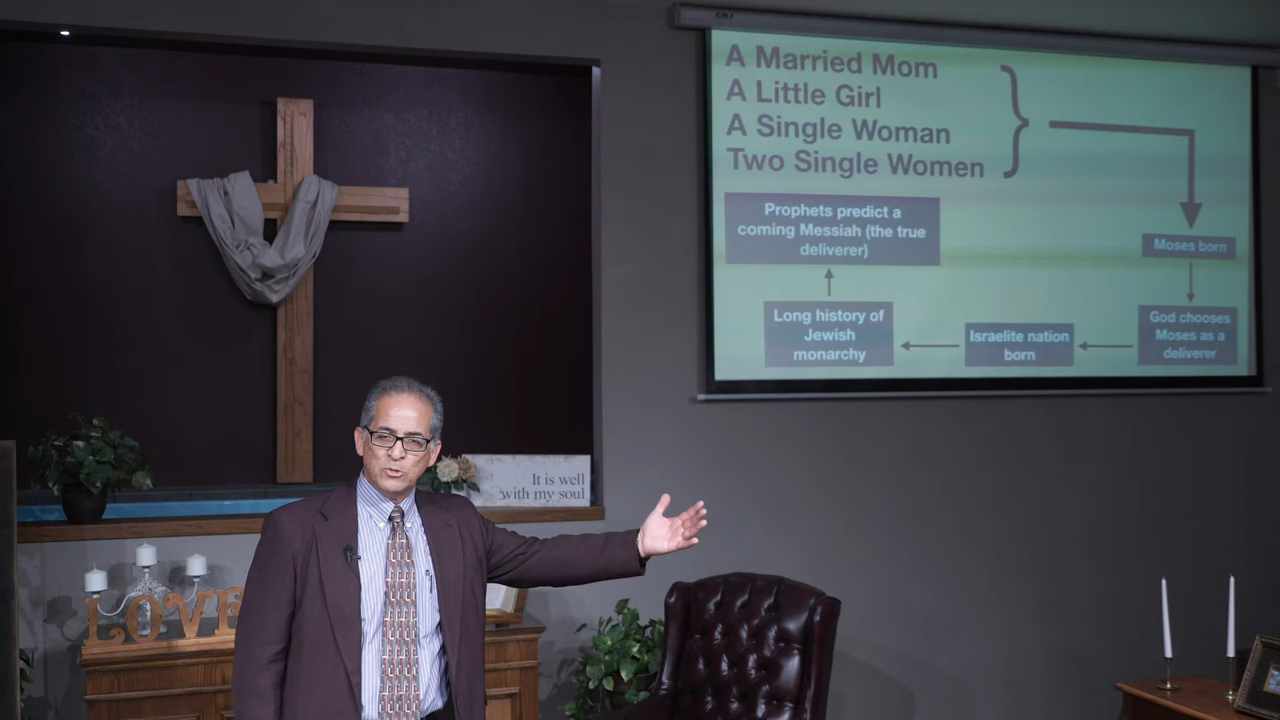 A Married Mom
A Little Girl
A Single Woman
Two Single Women
Prophets predict a
coming Messiah (the true
deliverer)
Moses born
God chooses
Moses as a
deliverer
Israelite nation
born
Long history of
Jewish
monarchy
It is well
with my soul
LOVE